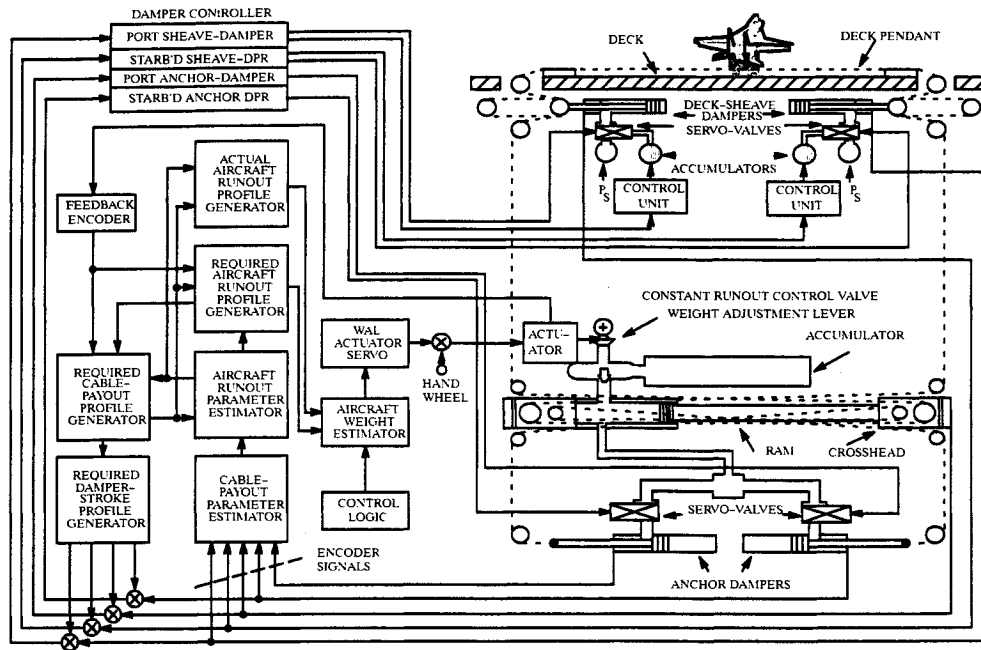 DAMPER CONTROLLER
PORT SHEAVE-DAMPER
STARB'D SHEAVE-DPR
PORT ANCHOR-DAMPER
STARB'D ANCHOR DPR
DECK
DECK PENDANT
DECK-SHEAVE
DAMPERS
SERVO-VALVES
ACCUMULATORS
PS
CONTROL
UNIT
CONTROL
UNIT
PS
ACTUAL
AIRCRAFT
RUNOUT
PROFILE
GENERATOR
FEEDBACK
ENCODER
REQUIRED
AIRCRAFT
RUNOUT
PROFILE
GENERATOR
CONSTANT RUNOUT CONTROL VALVE
WEIGHT ADJUSTMENT LEVER
WAL
ACTUATOR
SERVO
ACTU-
ATOR
ACCUMULATOR
HAND
WHEEL
REQUIRED
CABLE-
PAYOUT
PROFILE
GENERATOR
AIRCRAFT
RUNOUT
PARAMETER
ESTIMATOR
AIRCRAFT
WEIGHT
ESTIMATOR
RAM
CROSSHEAD
REQUIRED
DAMPER-
STROKE
PROFILE
GENERATOR
CABLE-
PAYOUT
PARAMETER
ESTIMATOR
CONTROL
LOGIC
SERVO-VALVES
ENCODER
SIGNALS
ANCHOR DAMPERS